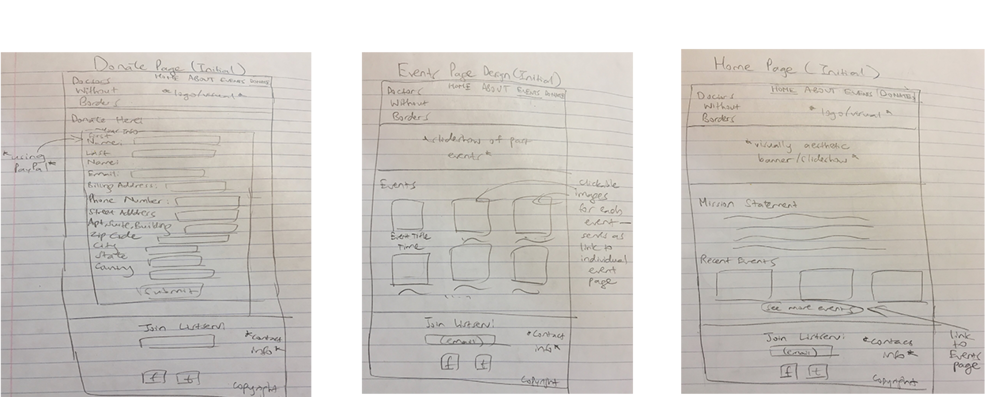 Donate Page (Initial)
HOME ABOUT EVENTS DONATE
Doctors
Without
Borders
*logo/visual*
Donate Here!
First
Name:
Last
Name:
Email:
Billing Address:
Phone Number:
Street Address
Apt, Suite, Building
Zip Code
City
State
Country
Submit
*using
PayPal*
Join Listserv!
*contact
info*
f t
Copyright
Events Page Design (Initial)
HOME ABOUT EVENTS DONATE
Doctors
Without
Borders
*slideshow of past
events*
Events
Event Title
Time
clickable
images
for each
event
serves as
link to
individual
event
page
Join Listserv!
(email)
*contact
info*
f t
Copyright
Home Page (Initial)
HOME ABOUT EVENTS DONATE
Doctors
Without
Borders
*logo/visual*
*visually aesthetic
banner/slideshow*
Mission Statement
Recent Events
See more events
link
to
Events
page
Join Listserv!
(email)
*contact
info*
f t
Copyright